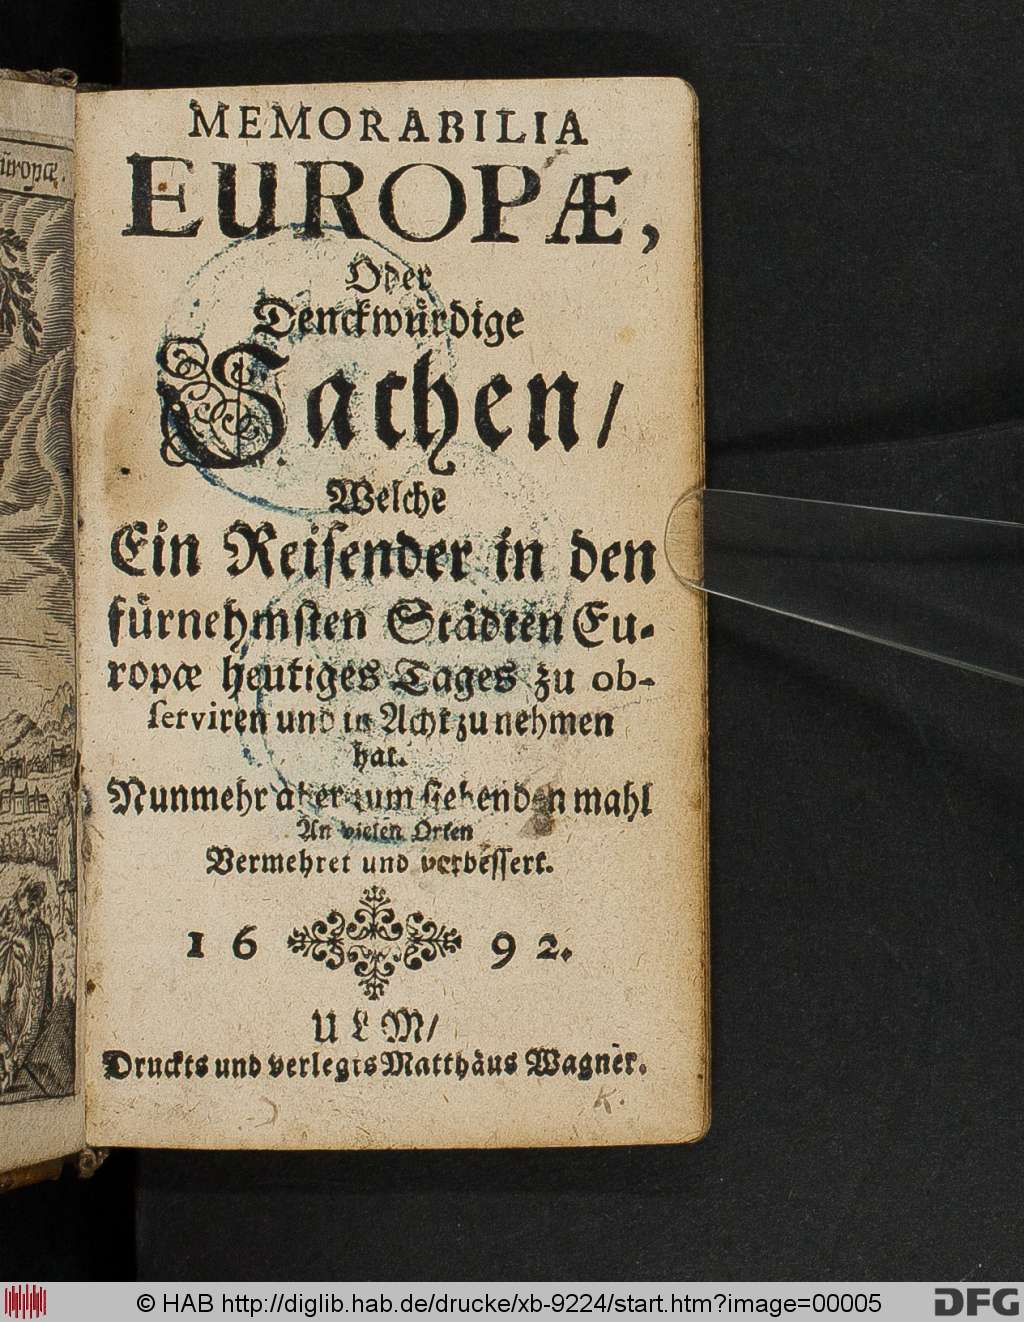 europæ.
MEMORABILIA
EUROPÆ,
Oder
Denckwürdige
Sachen/
Welche
Ein Reisender in den
fürnehmsten Städten Eu-
ropæ heutiges Tages zu ob-
serviren und in Acht zu nehmen
hat.
Nunmehr aber zum siebenden mahl
An vielen Orten
Vermehret und verbessert.
16 92.
ULM/
Druckts und verlegts Matthäus Wagner.
K.
© HAB http://diglib.hab.de/drucke/xb-9224/start.htm?image=00005
DFG